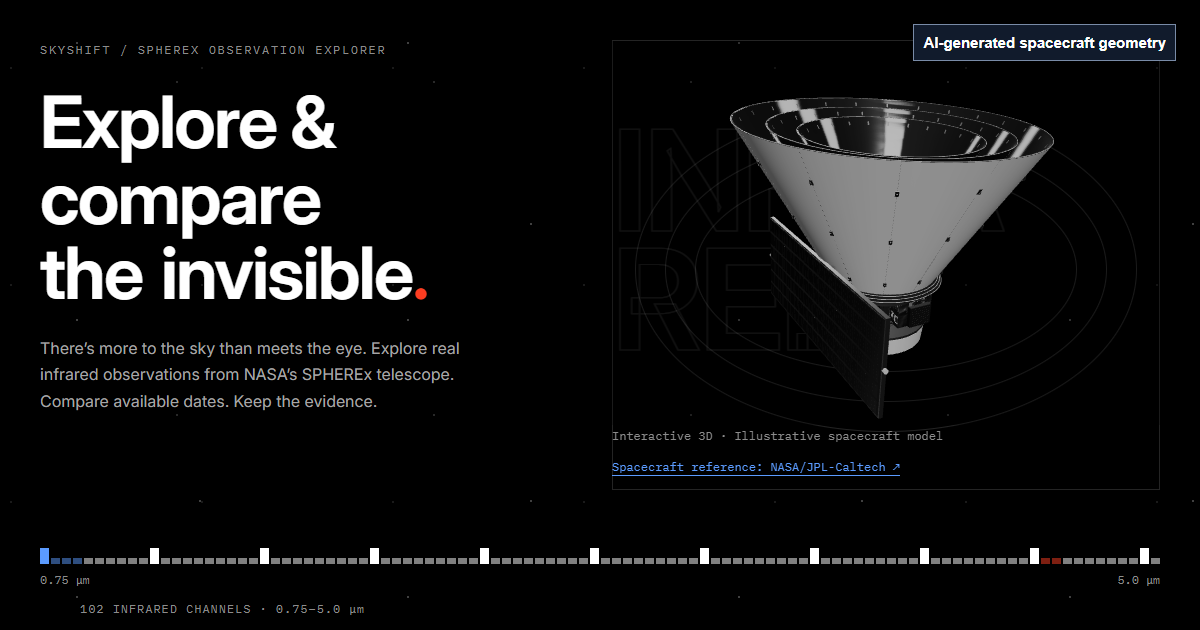 SKYSHIFT / SPHEREX OBSERVATION EXPLORER
AI-generated spacecraft geometry
Explore &
compare
the invisible.
There's more to the sky than meets the eye. Explore real
infrared observations from NASA's SPHEREx telescope.
Compare available dates. Keep the evidence.
Interactive 3D · Illustrative spacecraft model
Spacecraft reference: NASA/JPL-Caltech ↗
0.75 µm
5.0 µm
102 INFRARED CHANNELS · 0.75–5.0 µm